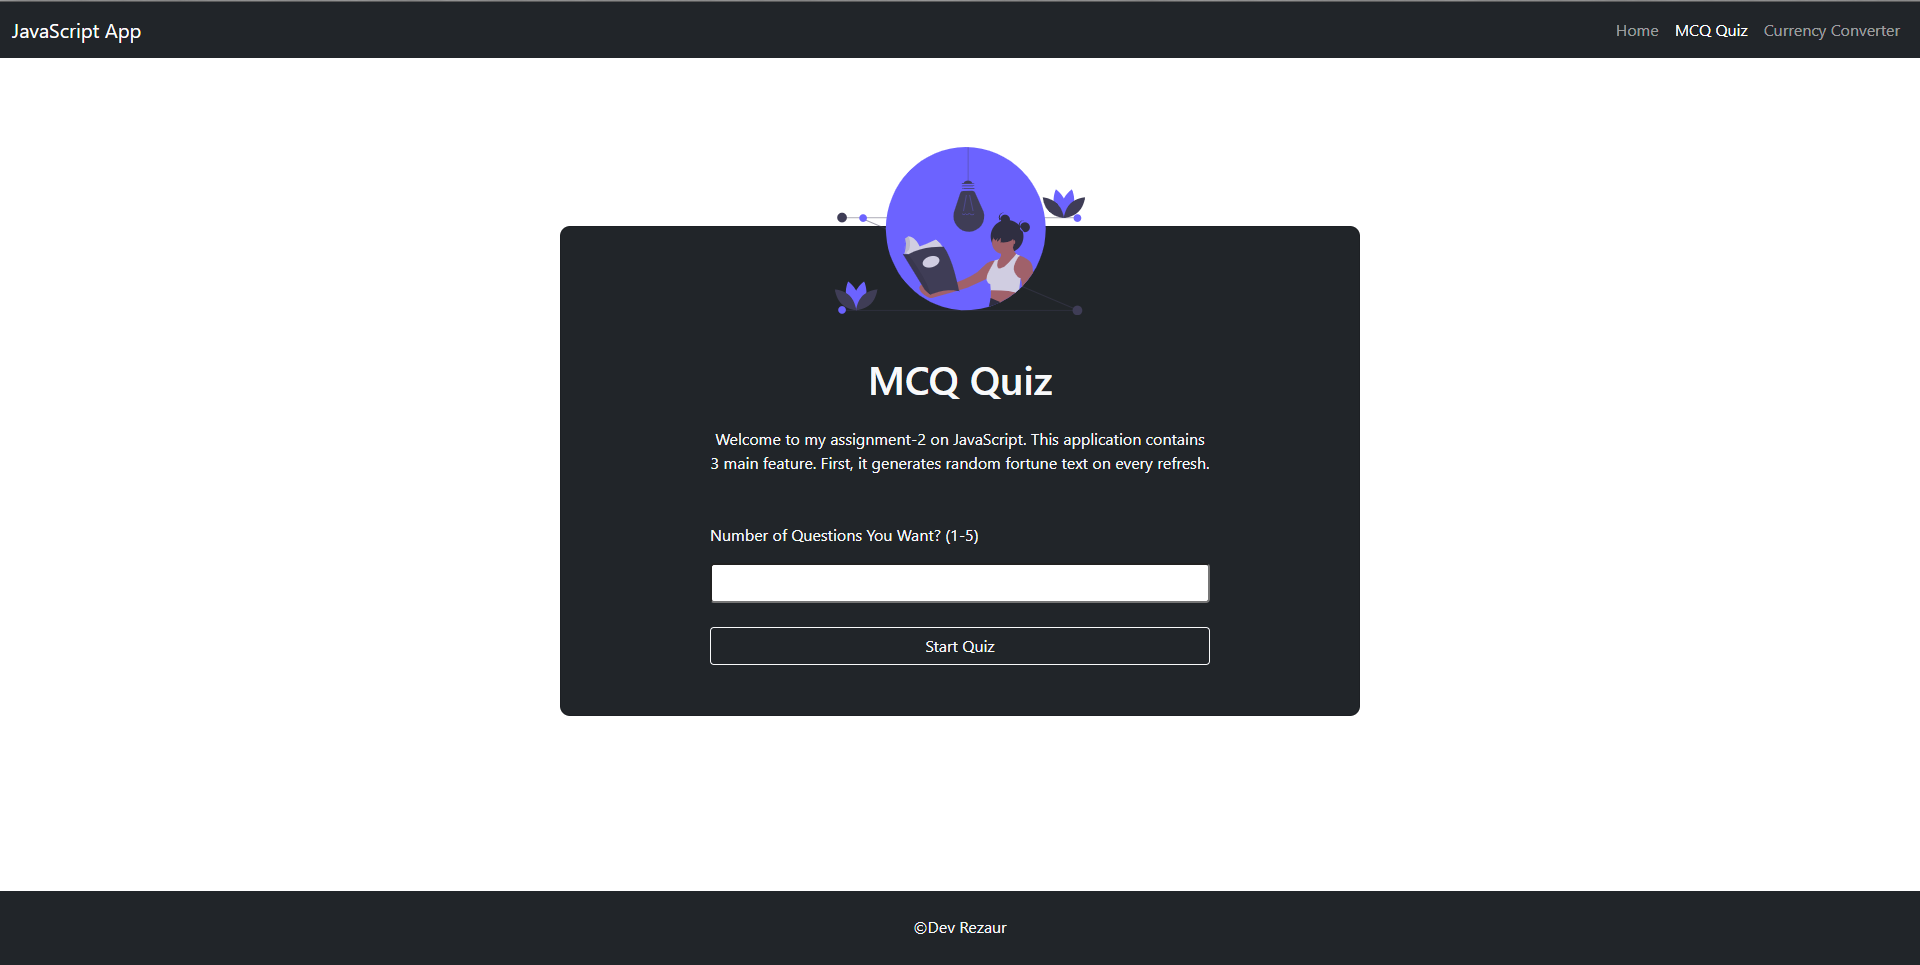 JavaScript App
Home MCQ Quiz Currency Converter
MCQ Quiz
Welcome to my assignment-2 on JavaScript. This application contains
3 main feature. First, it generates random fortune text on every refresh.
Number of Questions You Want? (1-5)
Start Quiz
©Dev Rezaur